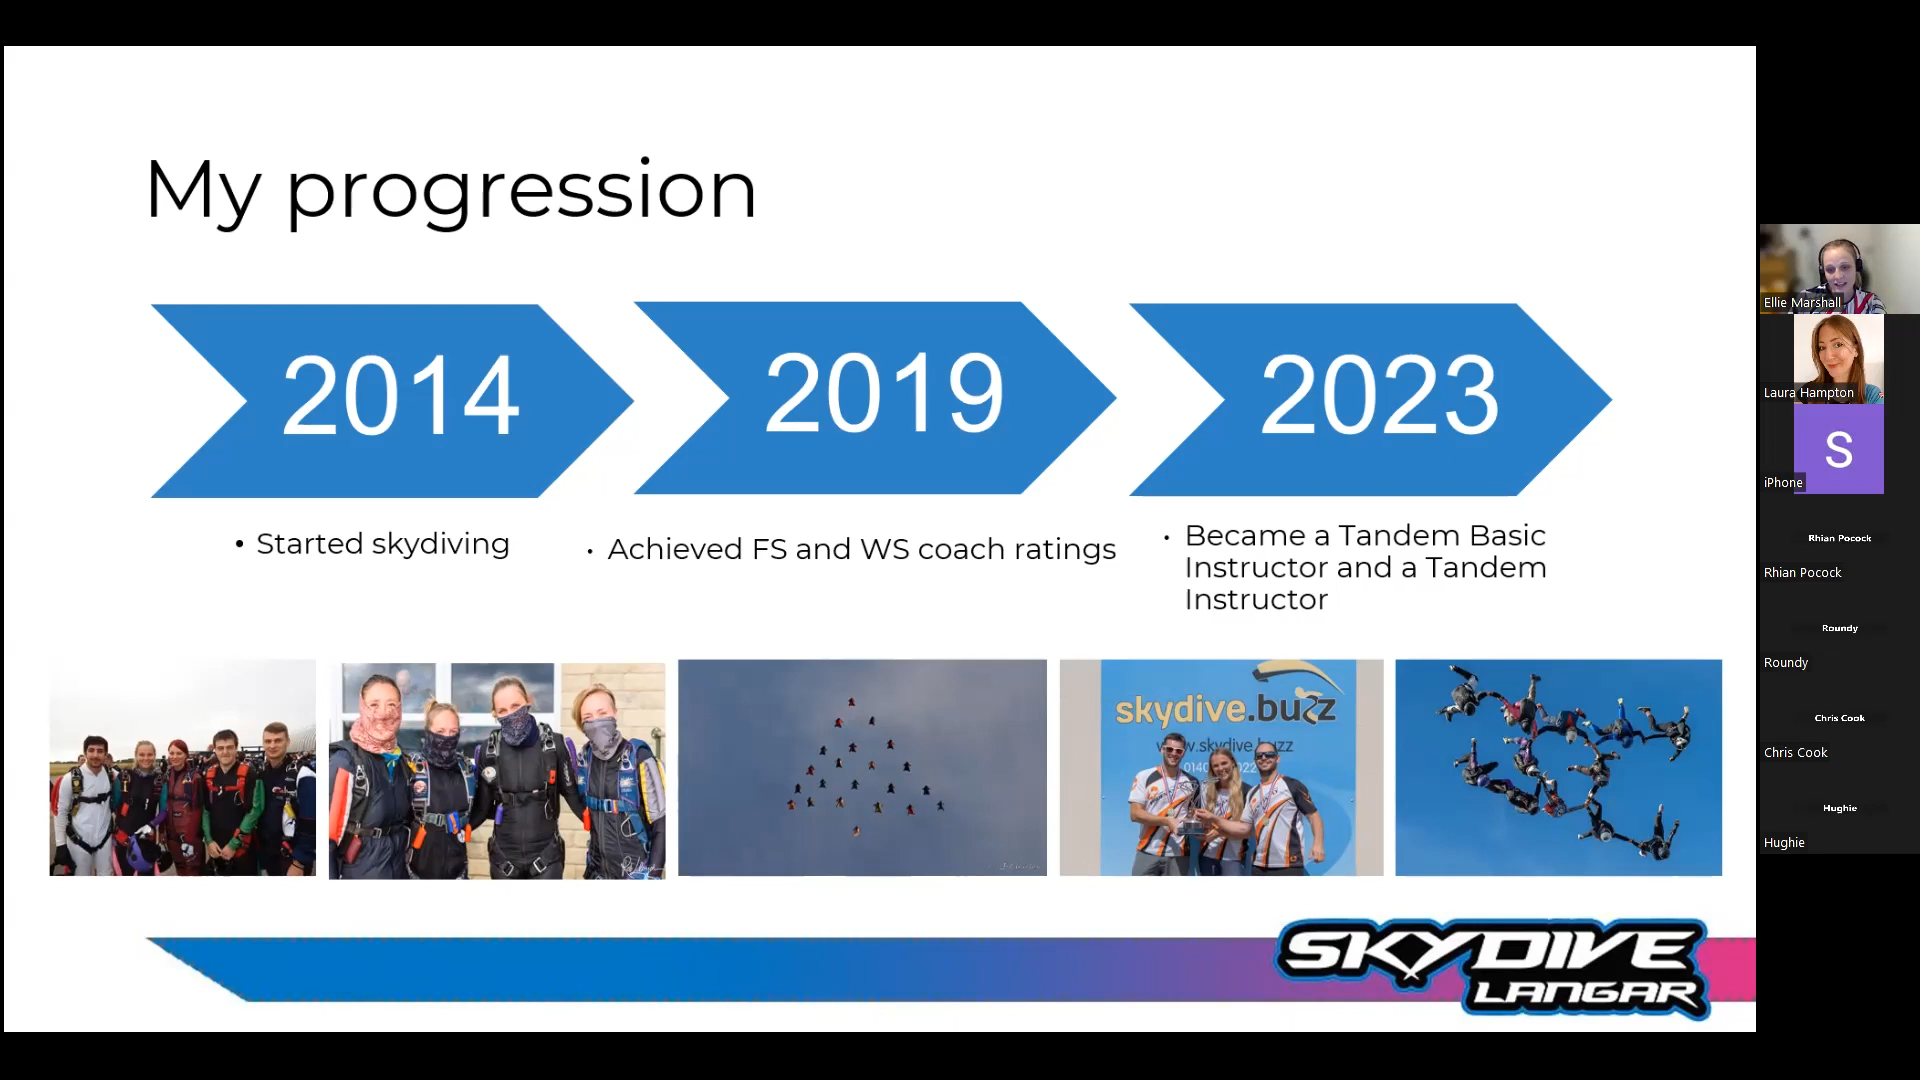 My progression
2014
2019
2023
• Started skydiving
• Achieved FS and WS coach ratings
• Became a Tandem Basic
Instructor and a Tandem
Instructor
skydive.buzz
www.skydive.buzz
SKYDIVE
LANGAR
Ellie Marshall
Laura Hampton
S
iPhone
Rhian Pocock
Rhian Pocock
Roundy
Roundy
Chris Cook
Chris Cook
Hughie
Hughie